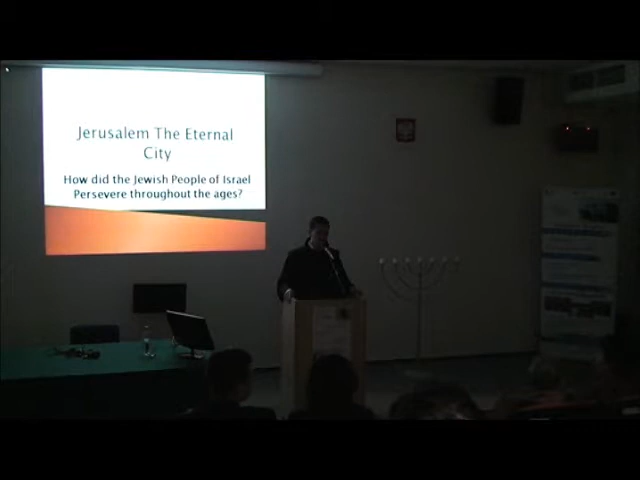 Jerusalem The Eternal
City
How did the Jewish People of Israel
Persevere throughout the ages?